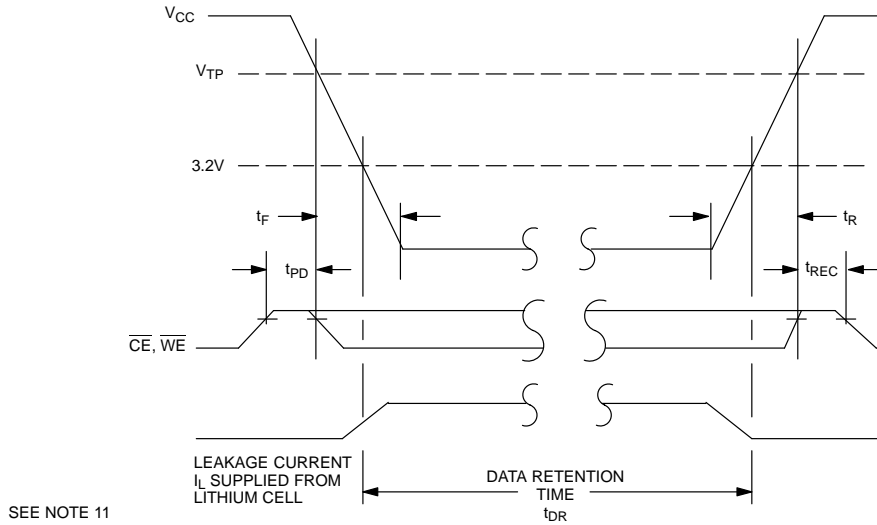 VCC
VTP
3.2V
tF
tR
tPD
tREC
CE, WE
LEAKAGE CURRENT
IL SUPPLIED FROM
LITHIUM CELL
DATA RETENTION
TIME
tDR
SEE NOTE 11